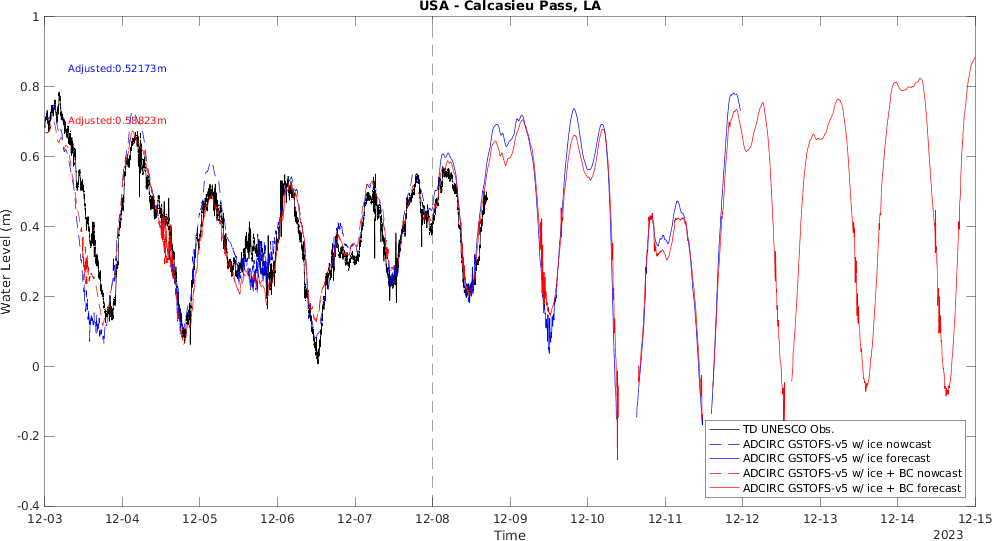 USA - Calcasieu Pass, LA
1
0.8
0.6
0.4
0.2
0
-0.2
-0.4
Water Level (m)
Adjusted:0.52173m
TD UNESCO Obs.
ADCIRC GSTOFS-v5 w/ ice nowcast
ADCIRC GSTOFS-v5 w/ ice forecast
ADCIRC GSTOFS-v5 w/ ice + BC nowcast
ADCIRC GSTOFS-v5 w/ ice + BC forecast
12-03 12-04 12-05 12-06 12-07 12-08 12-09 12-10 12-11 12-12 12-13 12-14 12-15
Time
2023